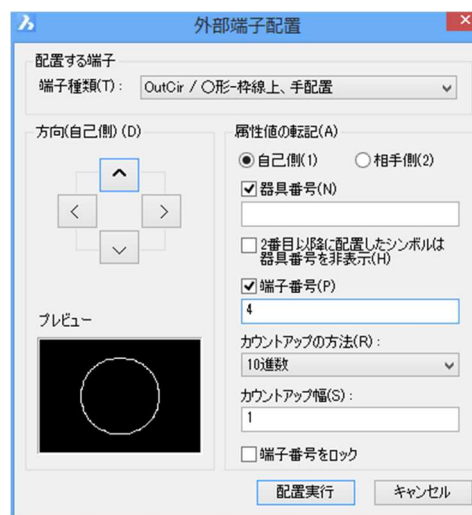 外部端子配置
配置する端子
端子種類(T):
OutCir / 〇形-枠線上、手配置
方向(自己側)(D)
プレビュー
属性値の転記(A)
自己側(1)
相手側(2)
器具番号(N)
2番目以降に配置したシンボルは
器具番号を非表示(H)
端子番号(P)
4
カウントアップの方法(R):
10進数
カウントアップ幅(S):
1
端子番号をロック
配置実行
キャンセル